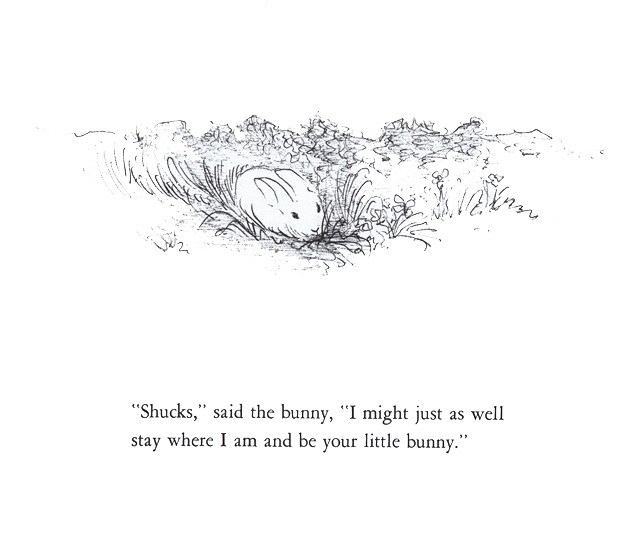 "Shucks," said the bunny, "I might just as well
stay where I am and be your little bunny."